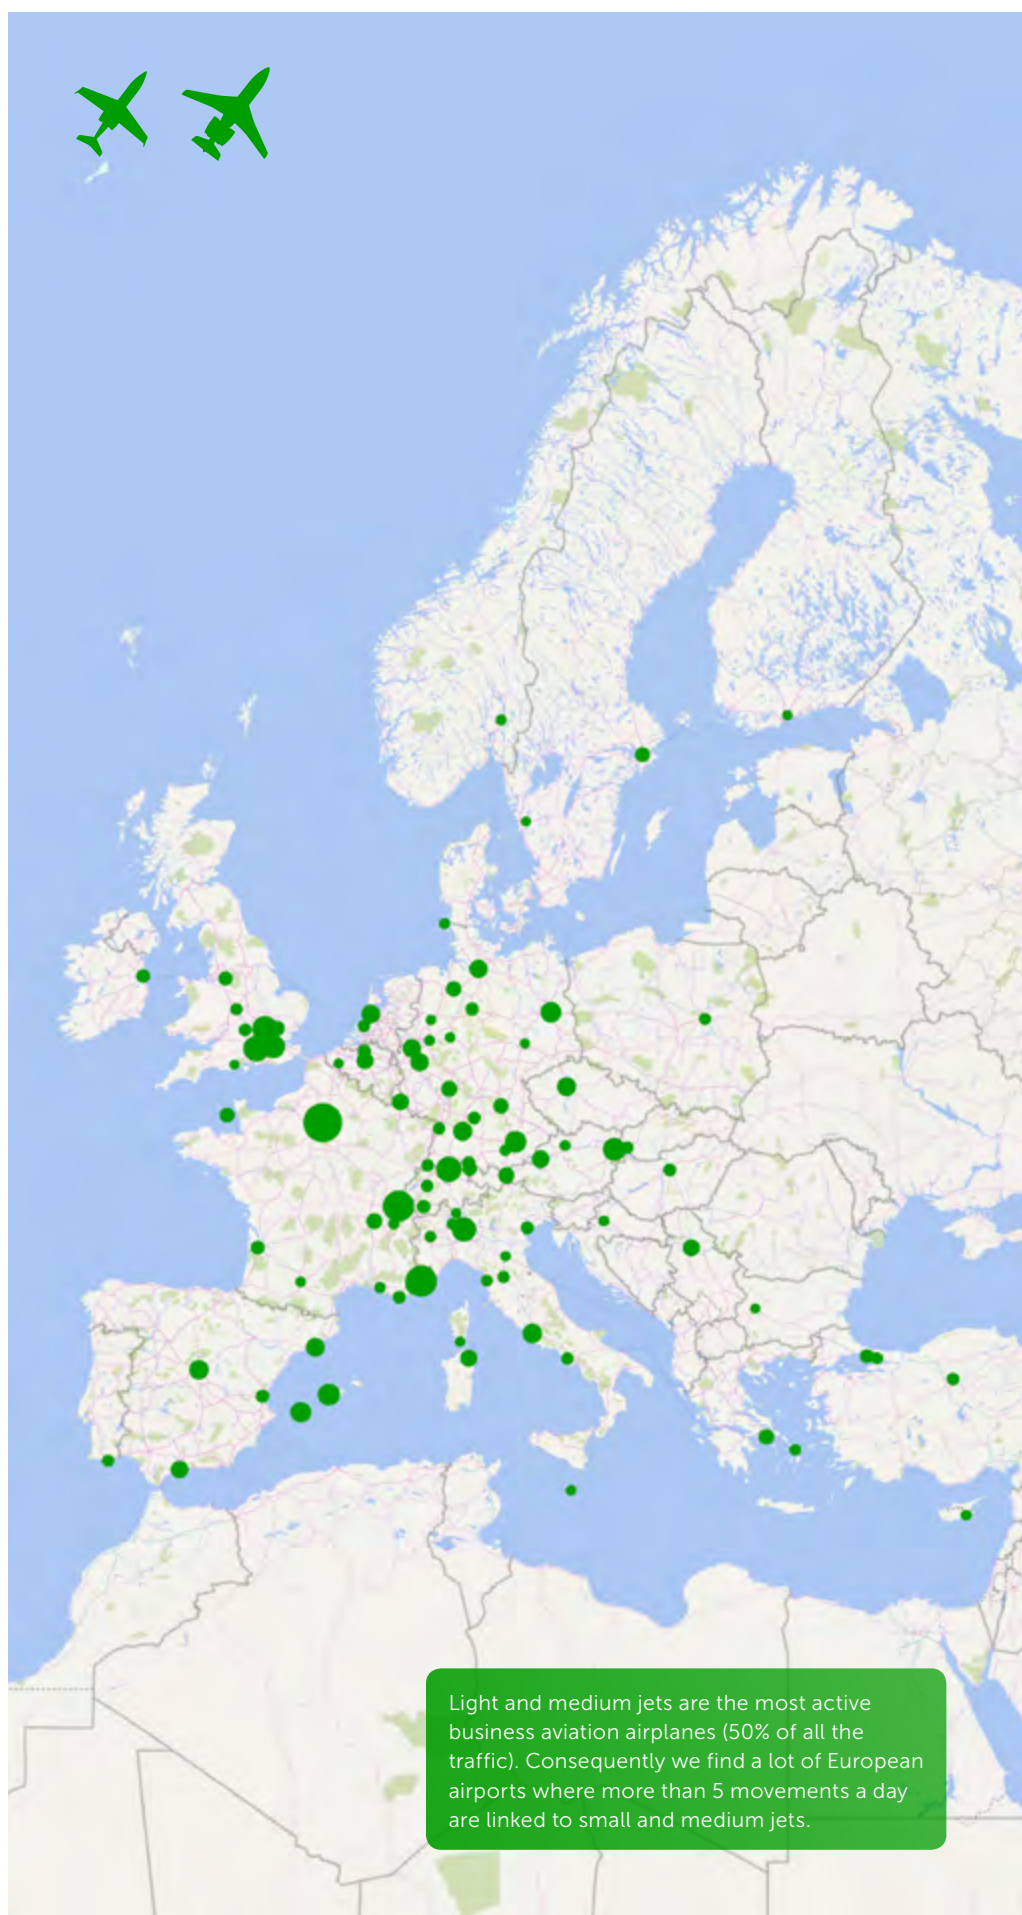 Light and medium jets are the most active
business aviation airplanes (50% of all the
traffic). Consequently we find a lot of European
airports where more than 5 movements a day
are linked to small and medium jets.